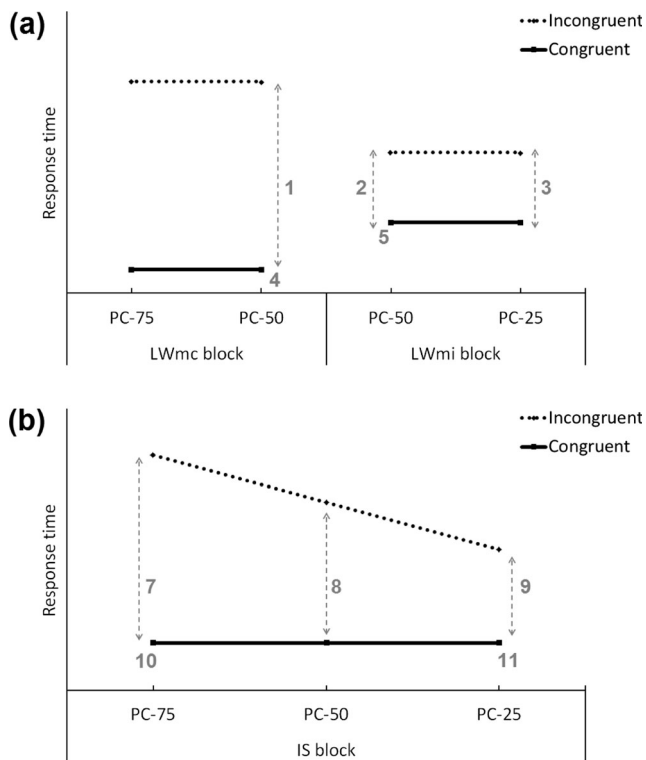 (a)
Incongruent
Congruent
Response time
1
2
3
4
5
PC-75 PC-50 PC-50 PC-25
LWmc block LWmi block
(b)
Incongruent
Congruent
Response time
7
8
9
10
11
PC-75 PC-50 PC-25
IS block